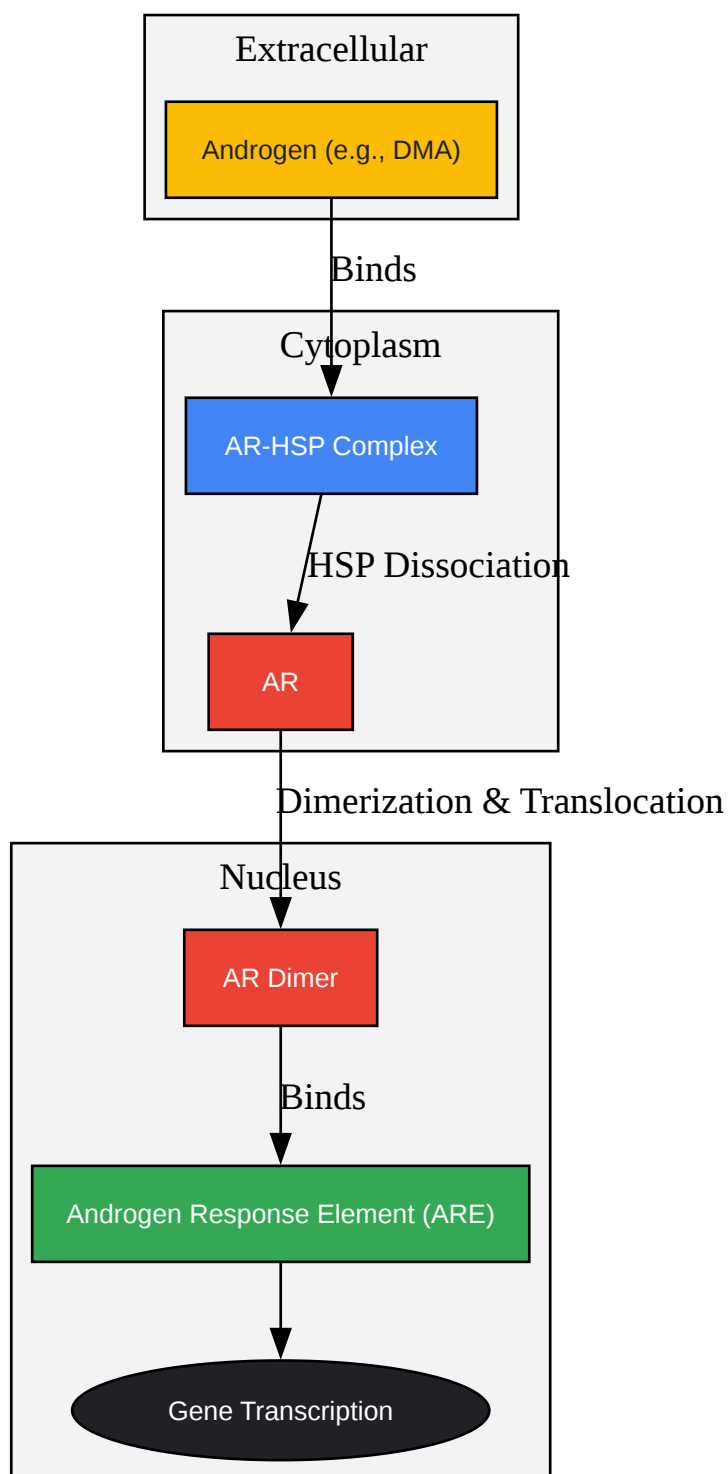 Extracellular
Androgen (e.g., DMA)
Binds
Cytoplasm
AR-HSP Complex
HSP Dissociation
AR
Dimerization & Translocation
Nucleus
AR Dimer
Binds
Androgen Response Element (ARE)
Gene Transcription